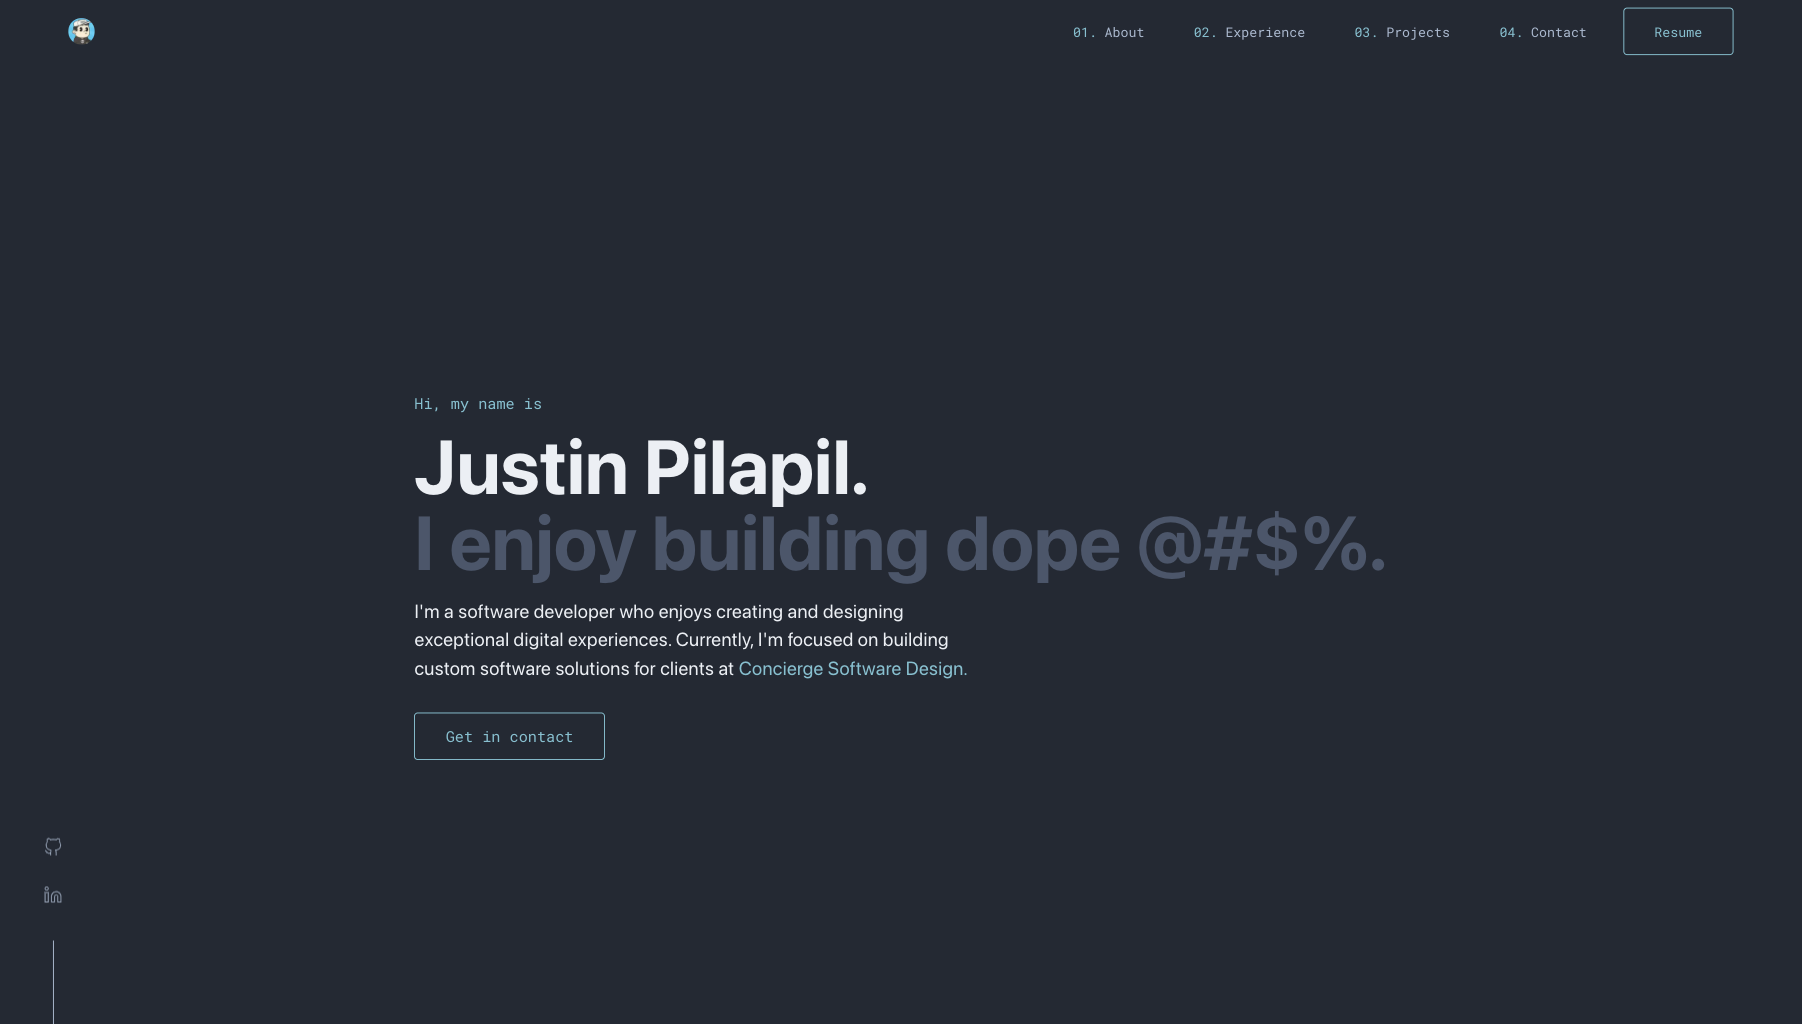 01. About
02. Experience
03. Projects
04. Contact
Resume
Hi, my name is
Justin Pilapil.
I enjoy building dope @#$%.
I'm a software developer who enjoys creating and designing
exceptional digital experiences. Currently, I'm focused on building
custom software solutions for clients at Concierge Software Design.
Get in contact